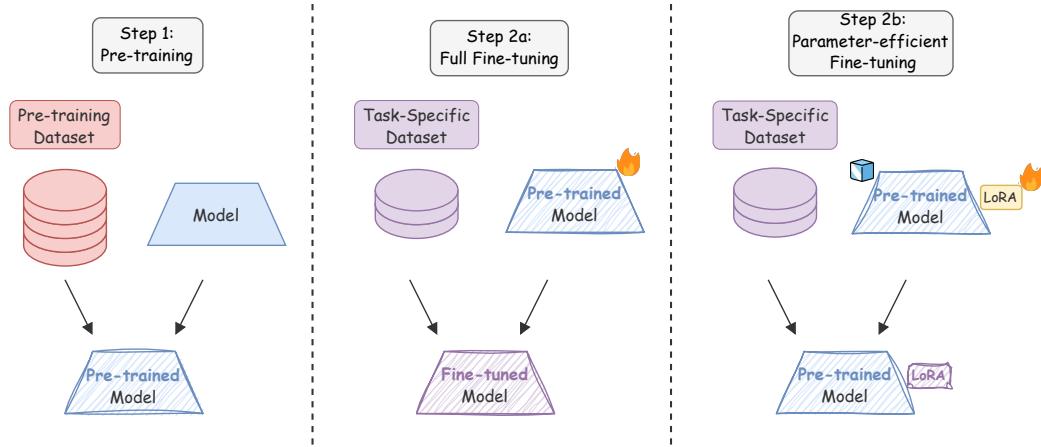 Step 1:
Pre-training
Pre-training
Dataset
Model
Pre-trained
Model
Step 2a:
Full Fine-tuning
Task-Specific
Dataset
Pre-trained
Model
Fine-tuned
Model
Step 2b:
Parameter-efficient
Fine-tuning
Task-Specific
Dataset
Pre-trained
Model
LoRA
Pre-trained
Model
LoRA